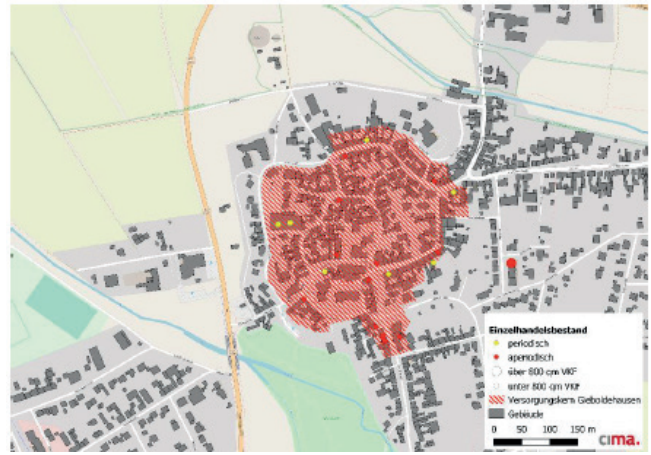 Einzelhandelsbestand
periodisch
aperiodisch
über 800 qm VKF
unter 800 qm VKF
Versorgungskern Gieboldehausen
Gebäude
0 50 100 150 m
cima.